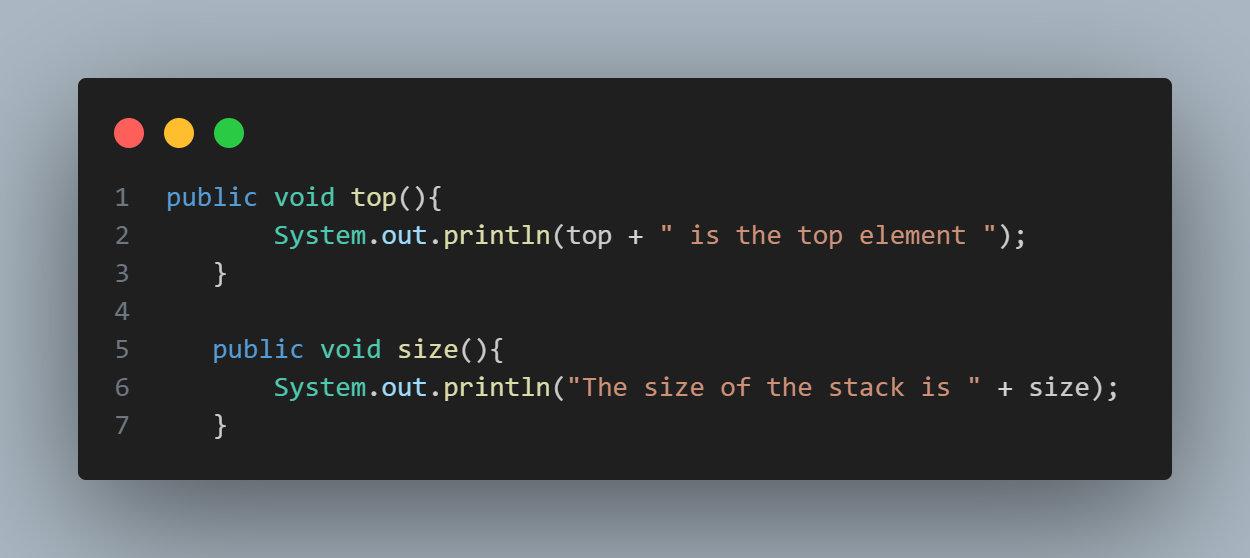 1 public void top(){
2 System.out.println(top + " is the top element ");
3 }
4
5 public void size(){
6 System.out.println("The size of the stack is " + size);
7 }